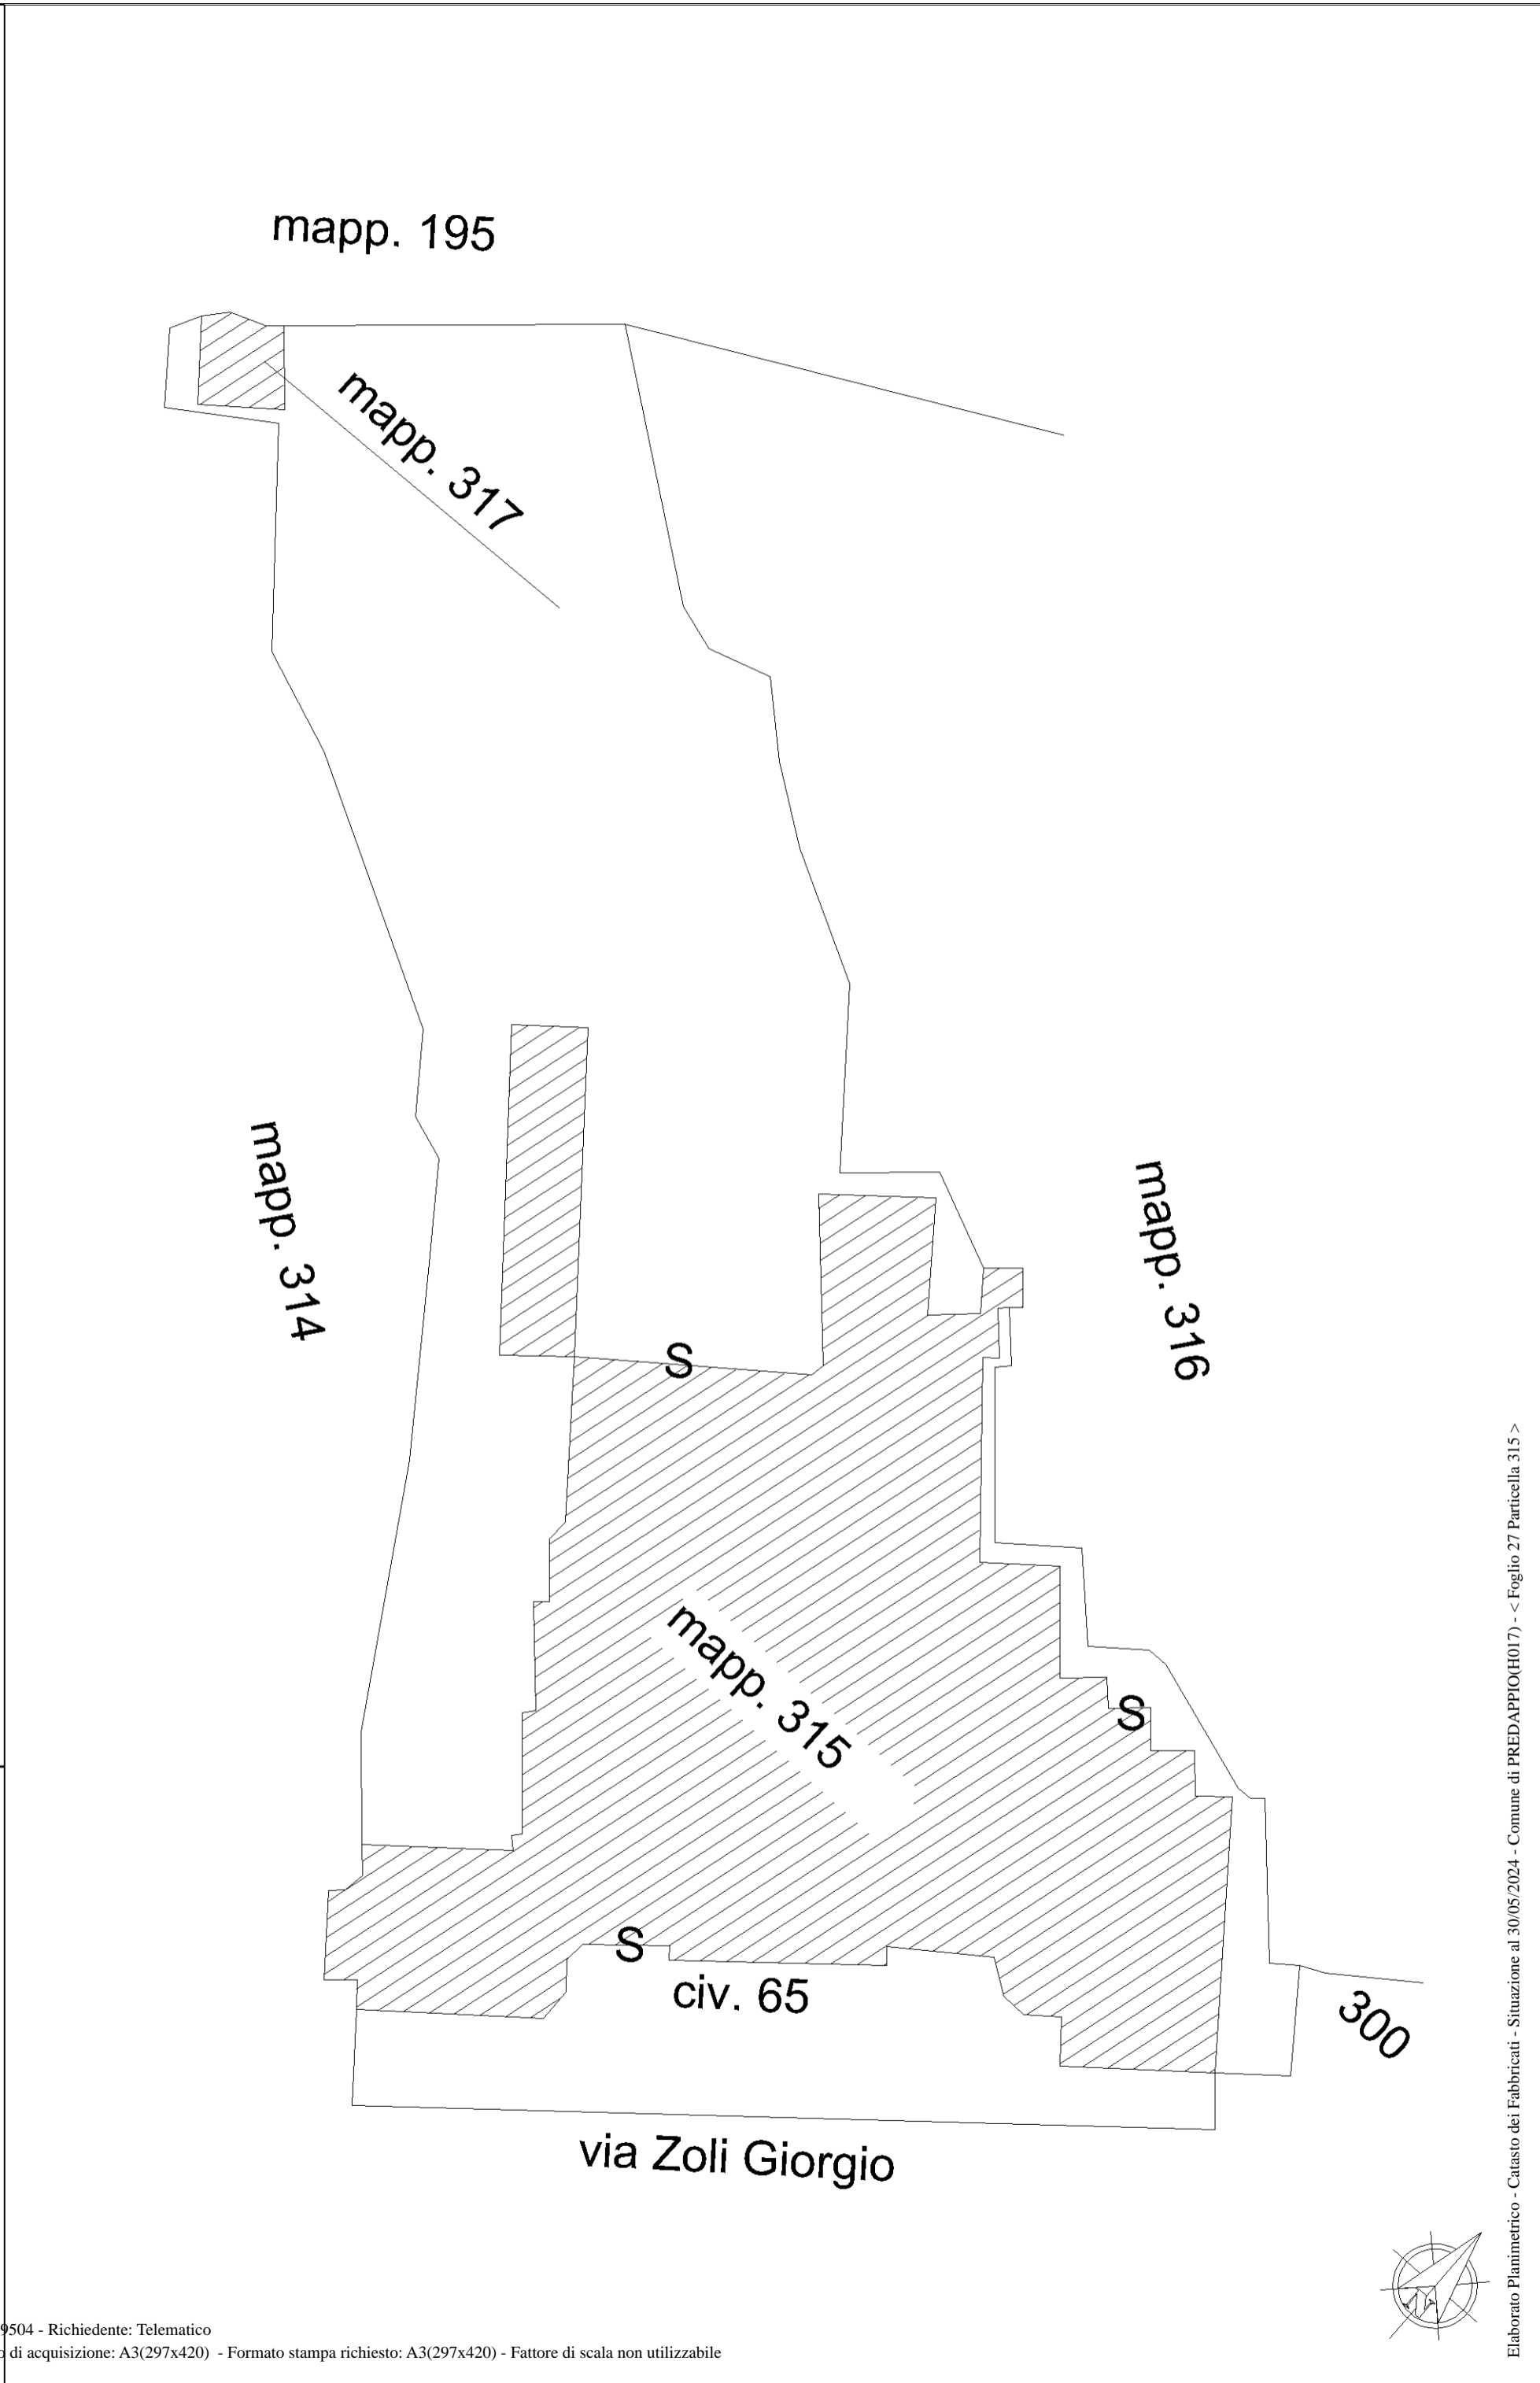 mapp. 195
mapp. 317
mapp. 314
mapp. 316
S
mapp. 315
S
S
civ. 65
300
via Zoli Giorgio
9504 - Richiedente: Telematico
di acquisizione: A3(297x420) - Formato stampa richiesto: A3(297x420) - Fattore di scala non utilizzabile
Elaborato Planimetrico - Catasto dei Fabbricati - Situazione al 30/05/2024 - Comune di PREDAPPIO(H017) - < Foglio 27 Particella 315 >